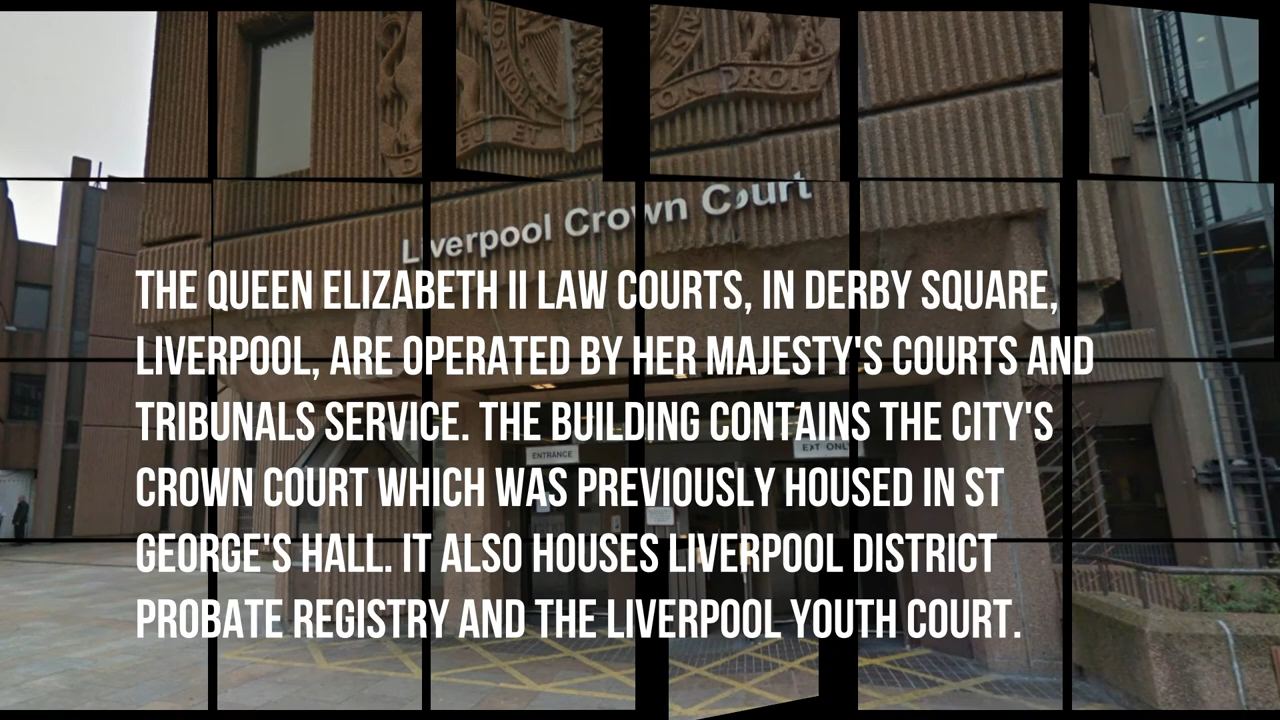 DROIT
ET
Liverpool Crown Court
THE QUEEN ELIZABETH II LAW COURTS, IN DERBY SQUARE,
LIVERPOOL, ARE OPERATED BY HER MAJESTY'S COURTS AND
TRIBUNALS SERVICE. THE BUILDING CONTAINS THE CITY'S
CROWN COURT WHICH WAS PREVIOUSLY HOUSED IN ST
GEORGE'S HALL. IT ALSO HOUSES LIVERPOOL DISTRICT
PROBATE REGISTRY AND THE LIVERPOOL YOUTH COURT.
ENTRANCE
EXIT ONLY